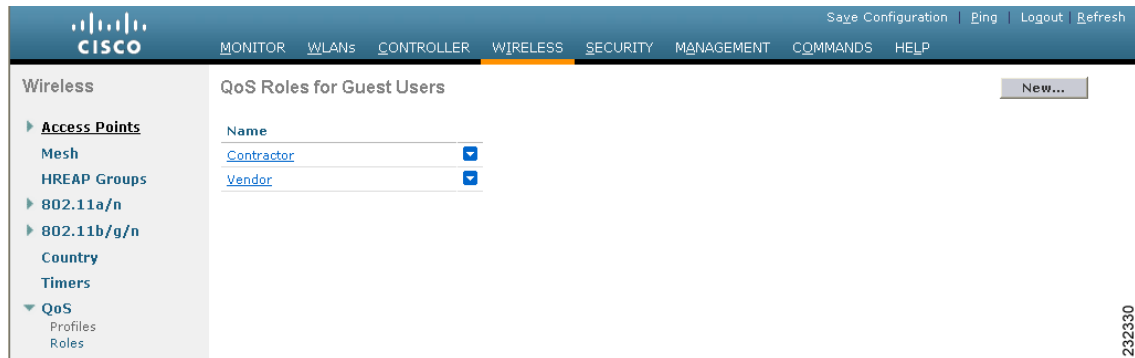 Save Configuration | Ping | Logout | Refresh
CISCO
MONITOR WLANs CONTROLLER WIRELESS SECURITY MANAGEMENT COMMANDS HELP
Wireless
QoS Roles for Guest Users
New...
Access Points
Mesh
HREAP Groups
802.11a/n
802.11b/g/n
Country
Timers
QoS
Profiles
Roles
Name
Contractor
Vendor
232330